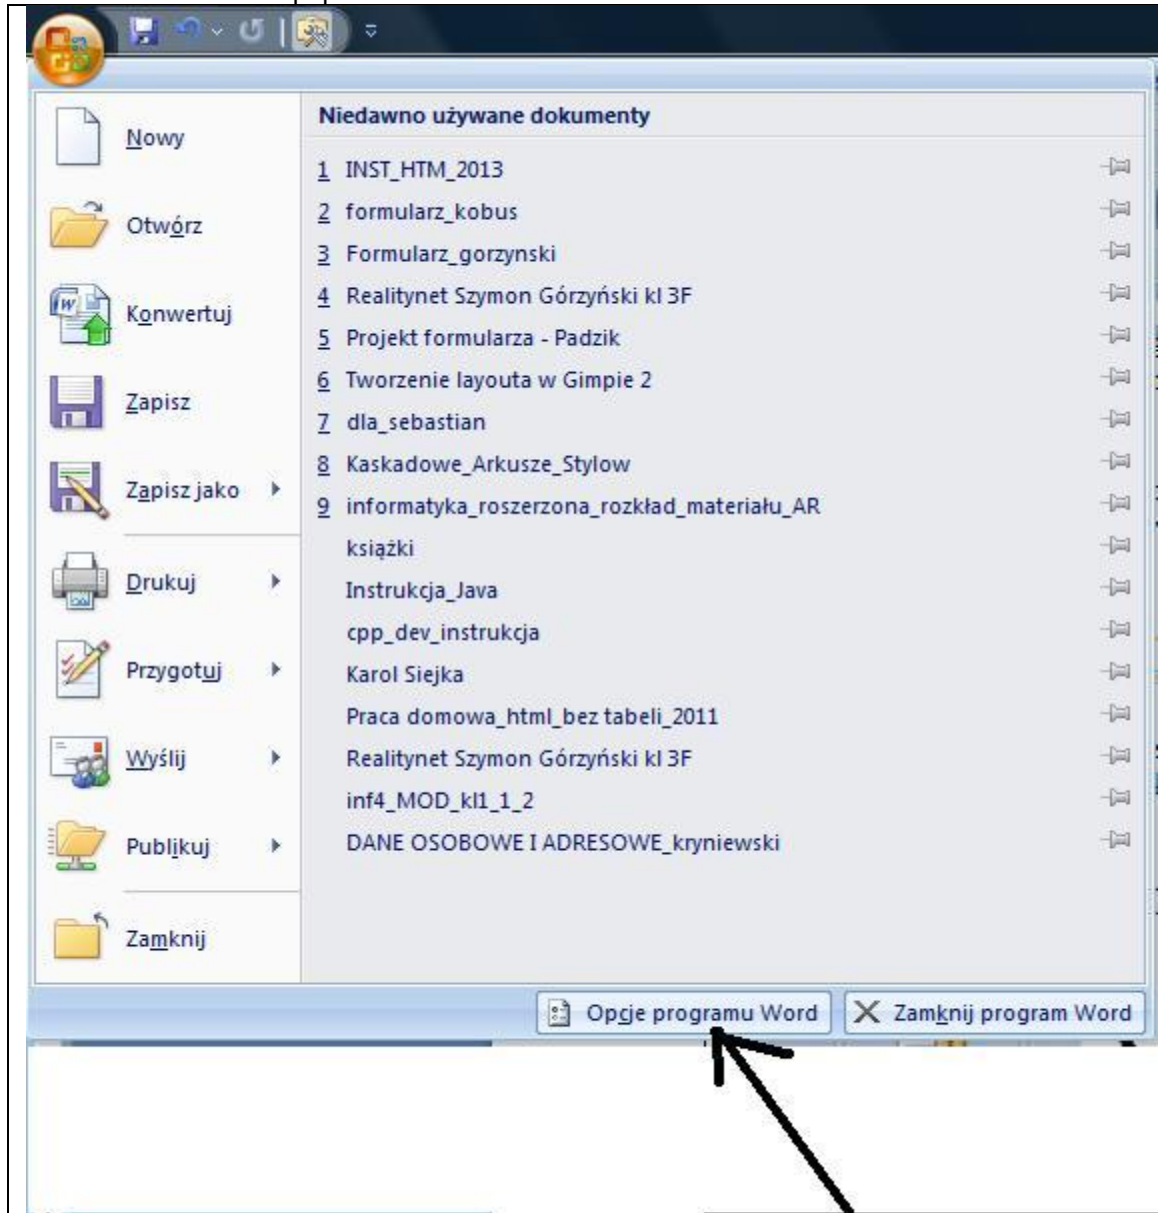 Nowy
Otwórz
Konwertuj
Zapisz
Zapisz jako
Drukuj
Przygotuj
Wyślij
Publikuj
Zamknij
Niedawno używane dokumenty
1 INST_HTM_2013
2 formularz_kobus
3 Formularz_gorzynski
4 Realitynet Szymon Górzyński kl 3F
5 Projekt formularza - Padzik
6 Tworzenie layouta w Gimpie 2
7 dla_sebastian
8 Kaskadowe_Arkusze_Stylow
9 informatyka_roszerzona_rozkład_materiału_AR
książki
Instrukcja_Java
cpp_dev_instrukcja
Karol Siejka
Praca domowa_html_bez tabeli_2011
Realitynet Szymon Górzyński kl 3F
inf4_MOD_kl1_1_2
DANE OSOBOWE I ADRESOWE_kryniewski
Opcje programu Word
Zamknij program Word